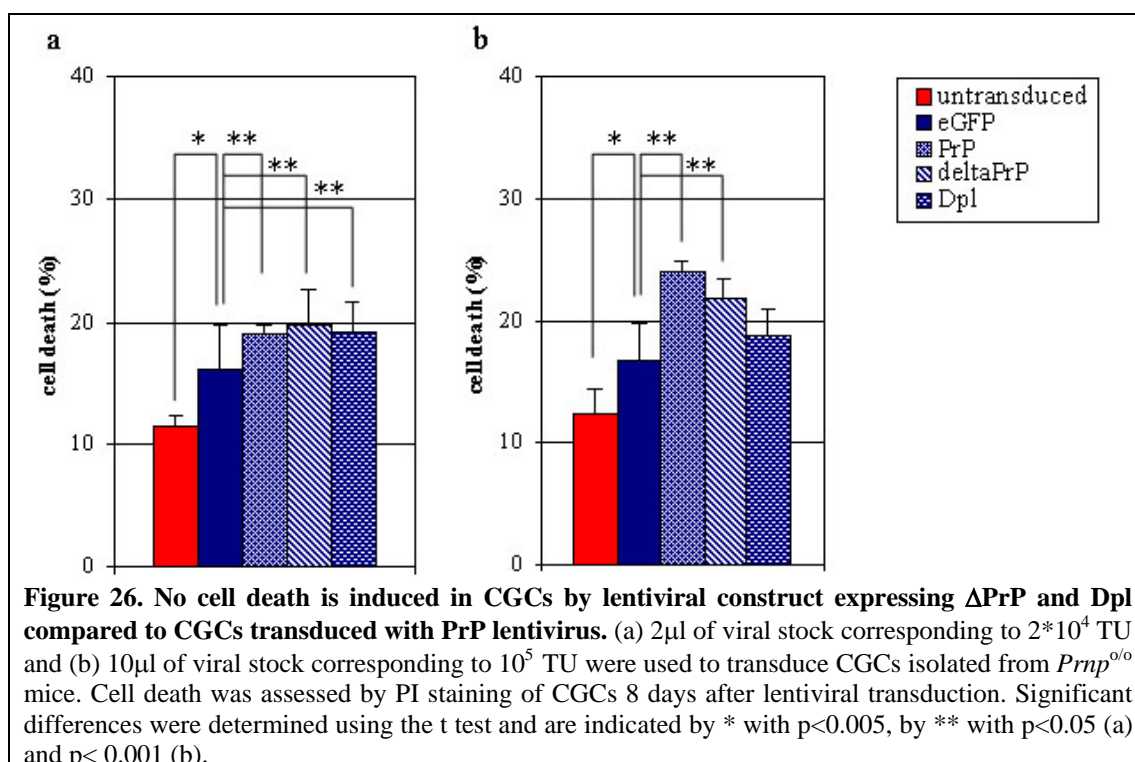 a
b
40
30
20
10
0
cell death (%)
* ** ** **
40
30
20
10
0
cell death (%)
* ** **
untransduced
eGFP
PrP
deltaPrP
Dpl
Figure 26. No cell death is induced in CGCs by lentiviral construct expressing ΔPrP and Dpl
compared to CGCs transduced with PrP lentivirus. (a) 2μl of viral stock corresponding to 2*10⁴ TU
and (b) 10μl of viral stock corresponding to 10⁵ TU were used to transduce CGCs isolated from Prnpᵒ/ᵒ
mice. Cell death was assessed by PI staining of CGCs 8 days after lentiviral transduction. Significant
differences were determined using the t test and are indicated by * with p<0.005, by ** with p<0.05 (a)
and p< 0.001 (b).